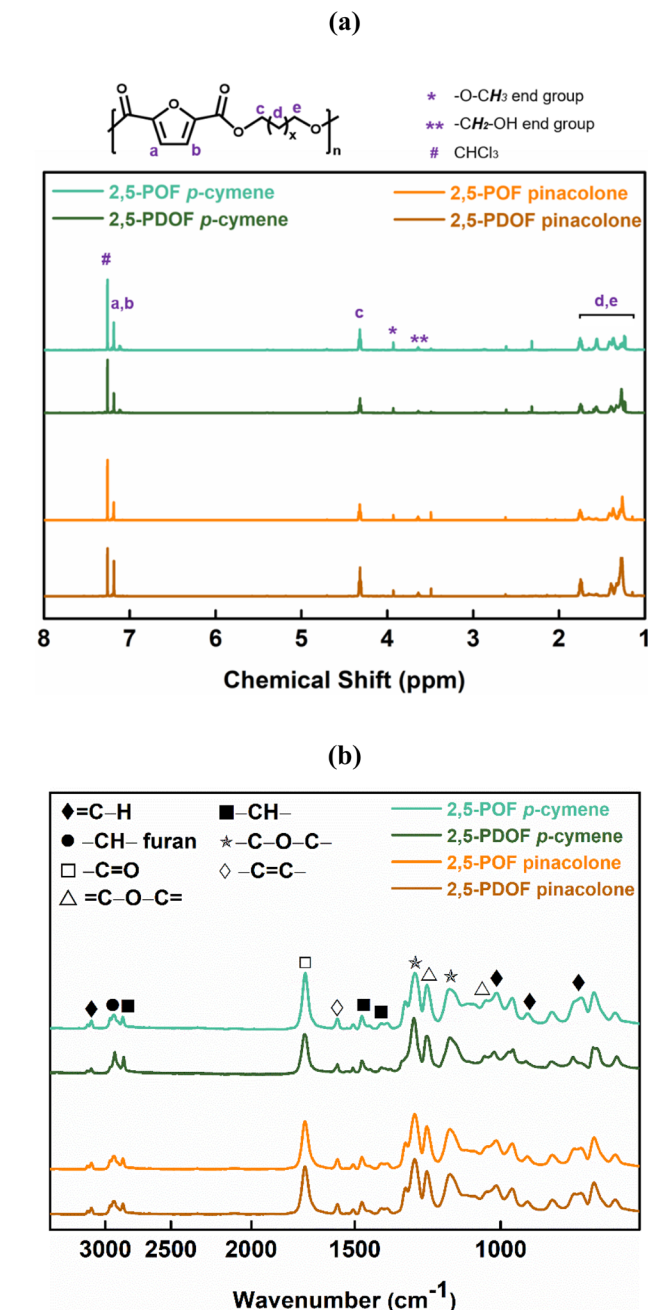 (a)
O O
O O O
c d e
x n
a b
* -O-CH3 end group
** -CH2-OH end group
# CHCl3
2,5-POF p-cymene 2,5-POF pinacolone
2,5-PDOF p-cymene 2,5-PDOF pinacolone
#
a,b c * ** d,e
8 7 6 5 4 3 2 1
Chemical Shift (ppm)
(b)
♦=C–H ■–CH– 2,5-POF p-cymene
● –CH– furan ☆–C–O–C– 2,5-PDOF p-cymene
□ –C=O ◇ –C=C– 2,5-POF pinacolone
△ =C–O–C= 2,5-PDOF pinacolone
3000 2500 2000 1500 1000
Wavenumber (cm-1)